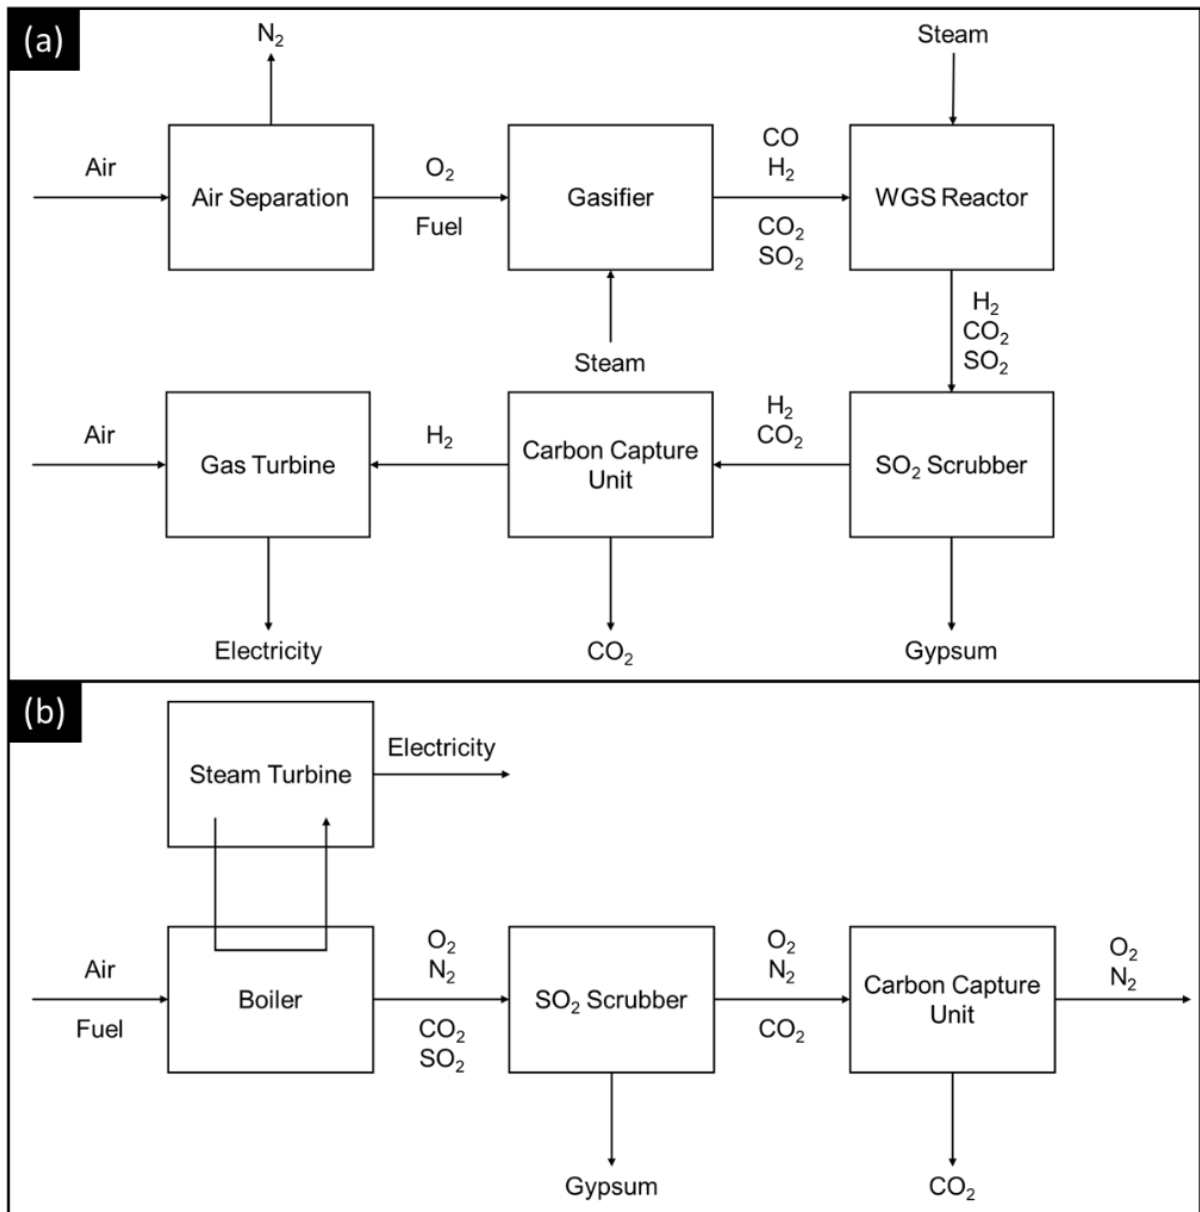 (a)
N₂
Steam
Air
Air Separation
O₂
Fuel
Gasifier
CO
H₂
CO₂
SO₂
WGS Reactor
Steam
H₂
CO₂
SO₂
Air
Gas Turbine
H₂
Carbon Capture
Unit
H₂
CO₂
SO₂ Scrubber
Electricity
CO₂
Gypsum
(b)
Steam Turbine
Electricity
Air
Fuel
Boiler
O₂
N₂
CO₂
SO₂
SO₂ Scrubber
O₂
N₂
CO₂
Carbon Capture
Unit
O₂
N₂
Gypsum
CO₂